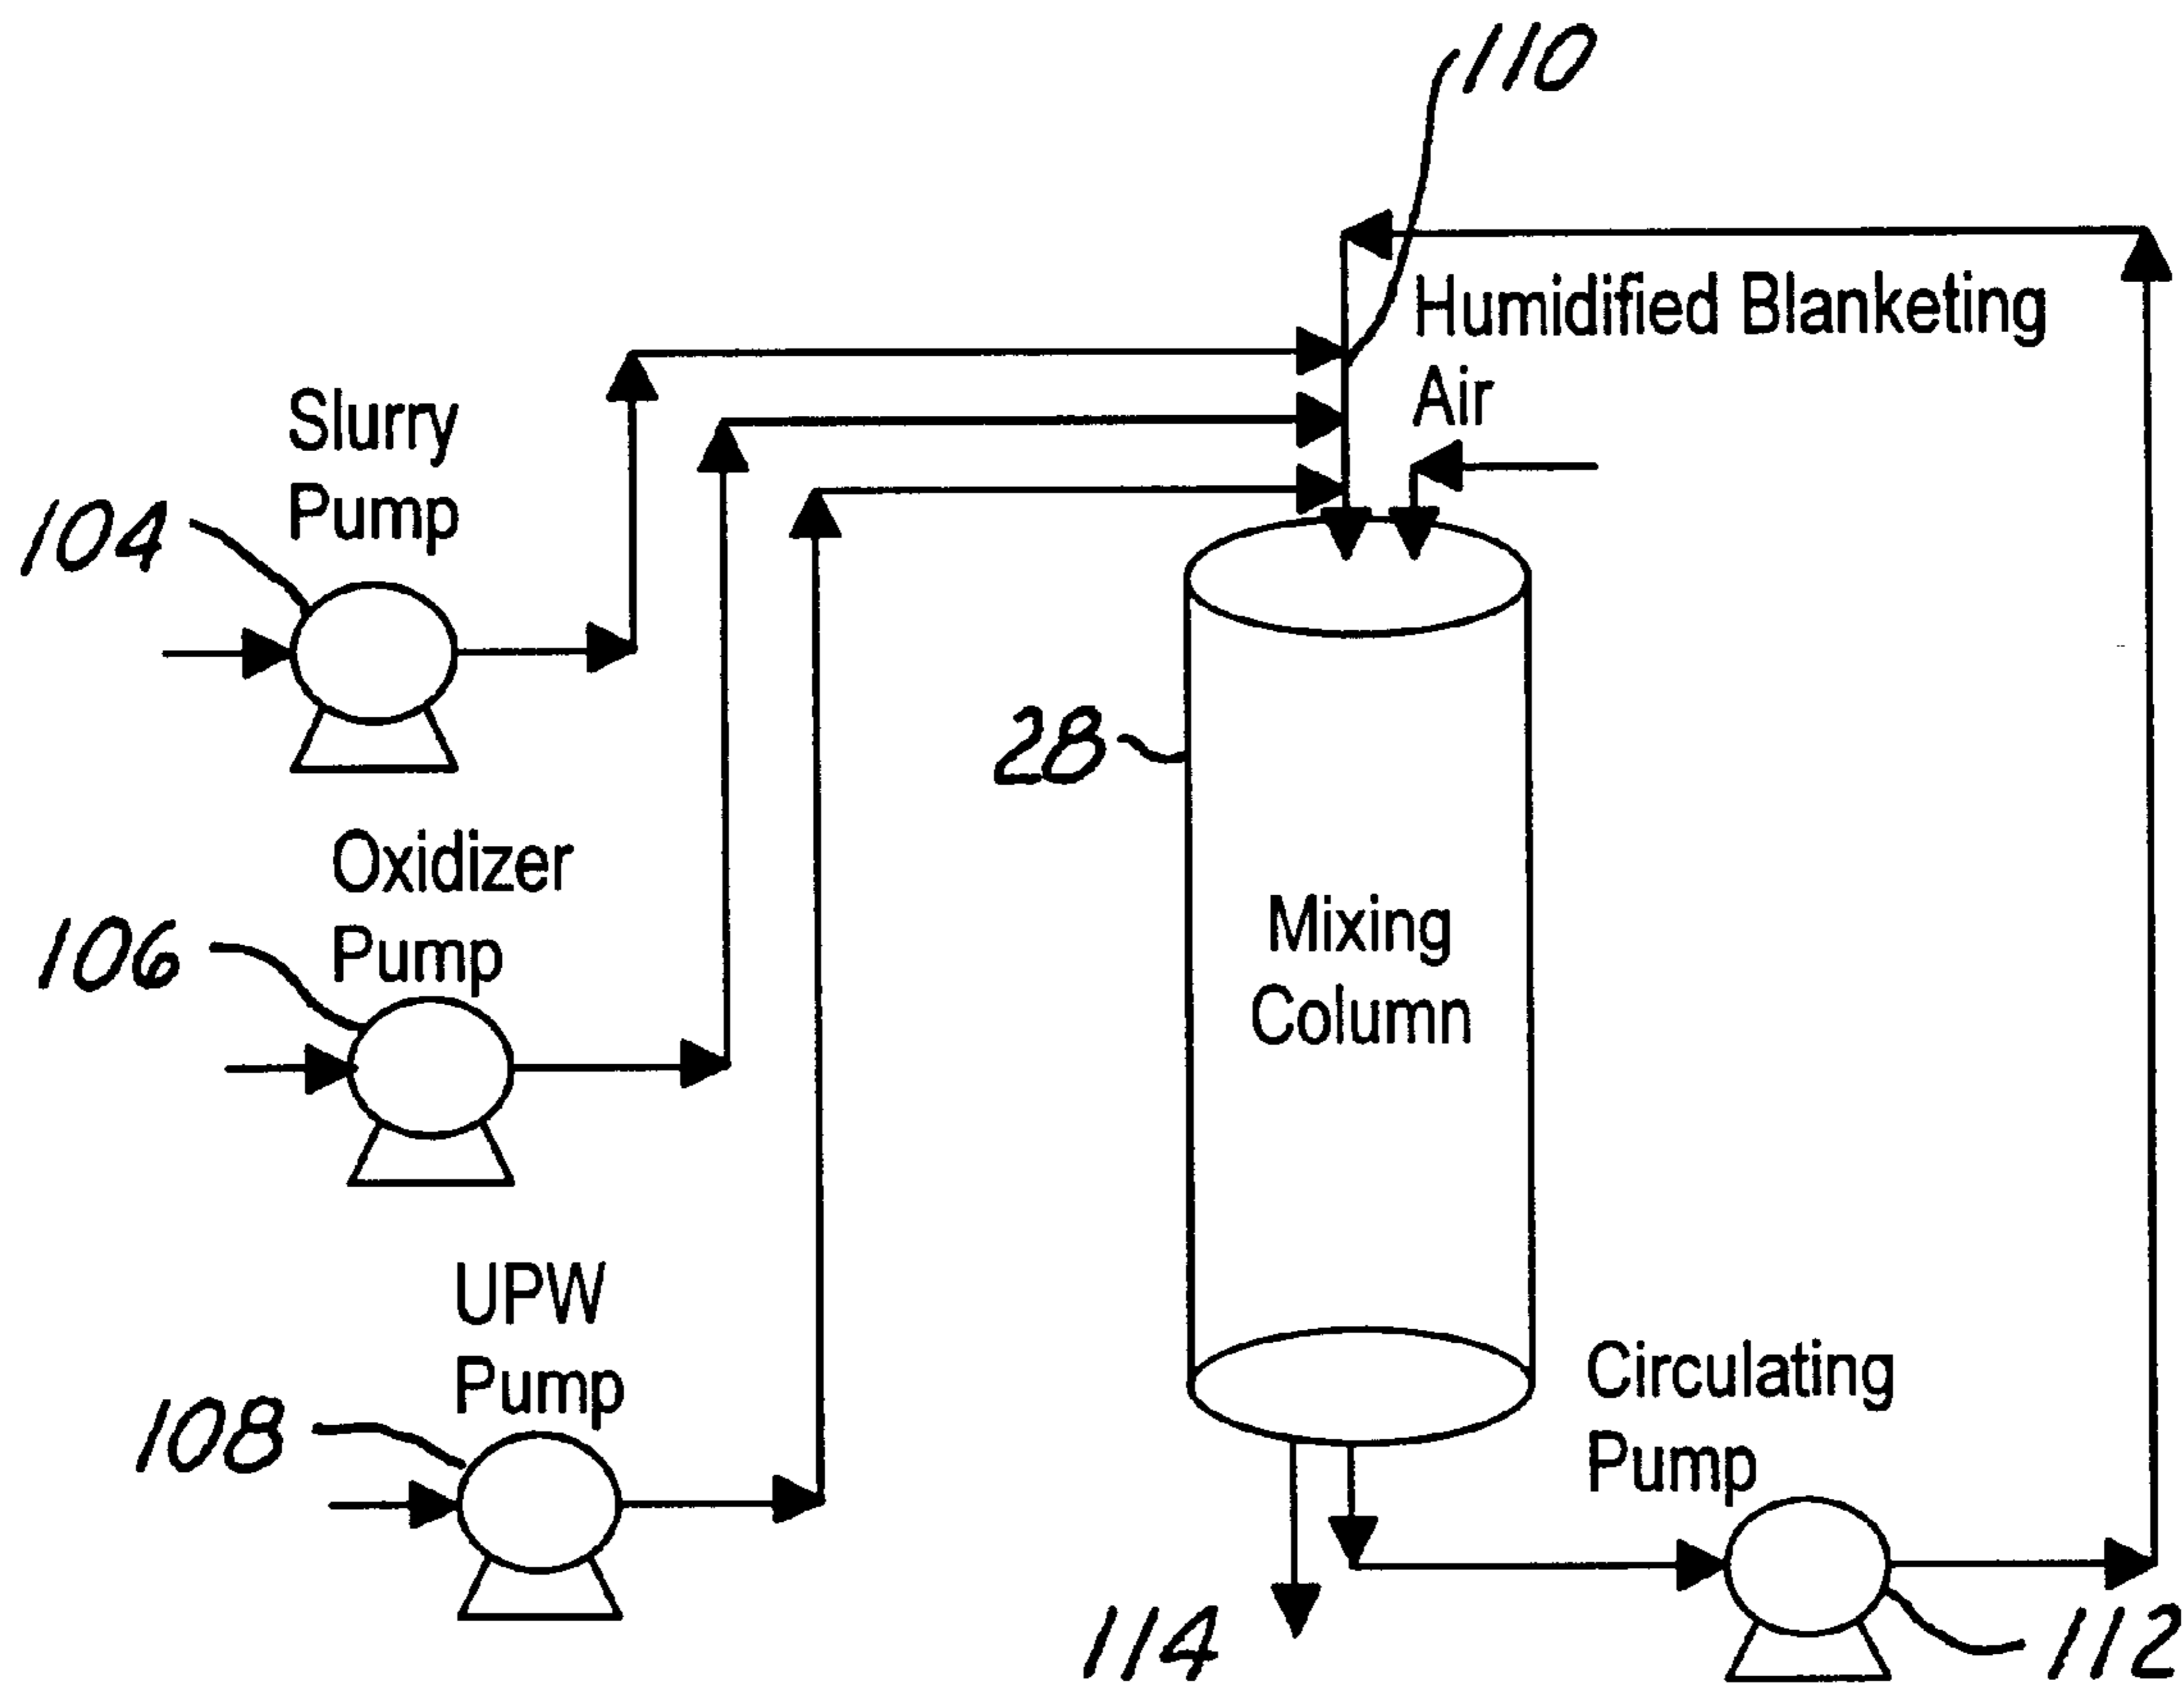 110
Humidified Blanketing
Air
Slurry
Pump
104
28
Oxidizer
Pump
106
Mixing
Column
UPW
Pump
108
Circulating
Pump
114
112